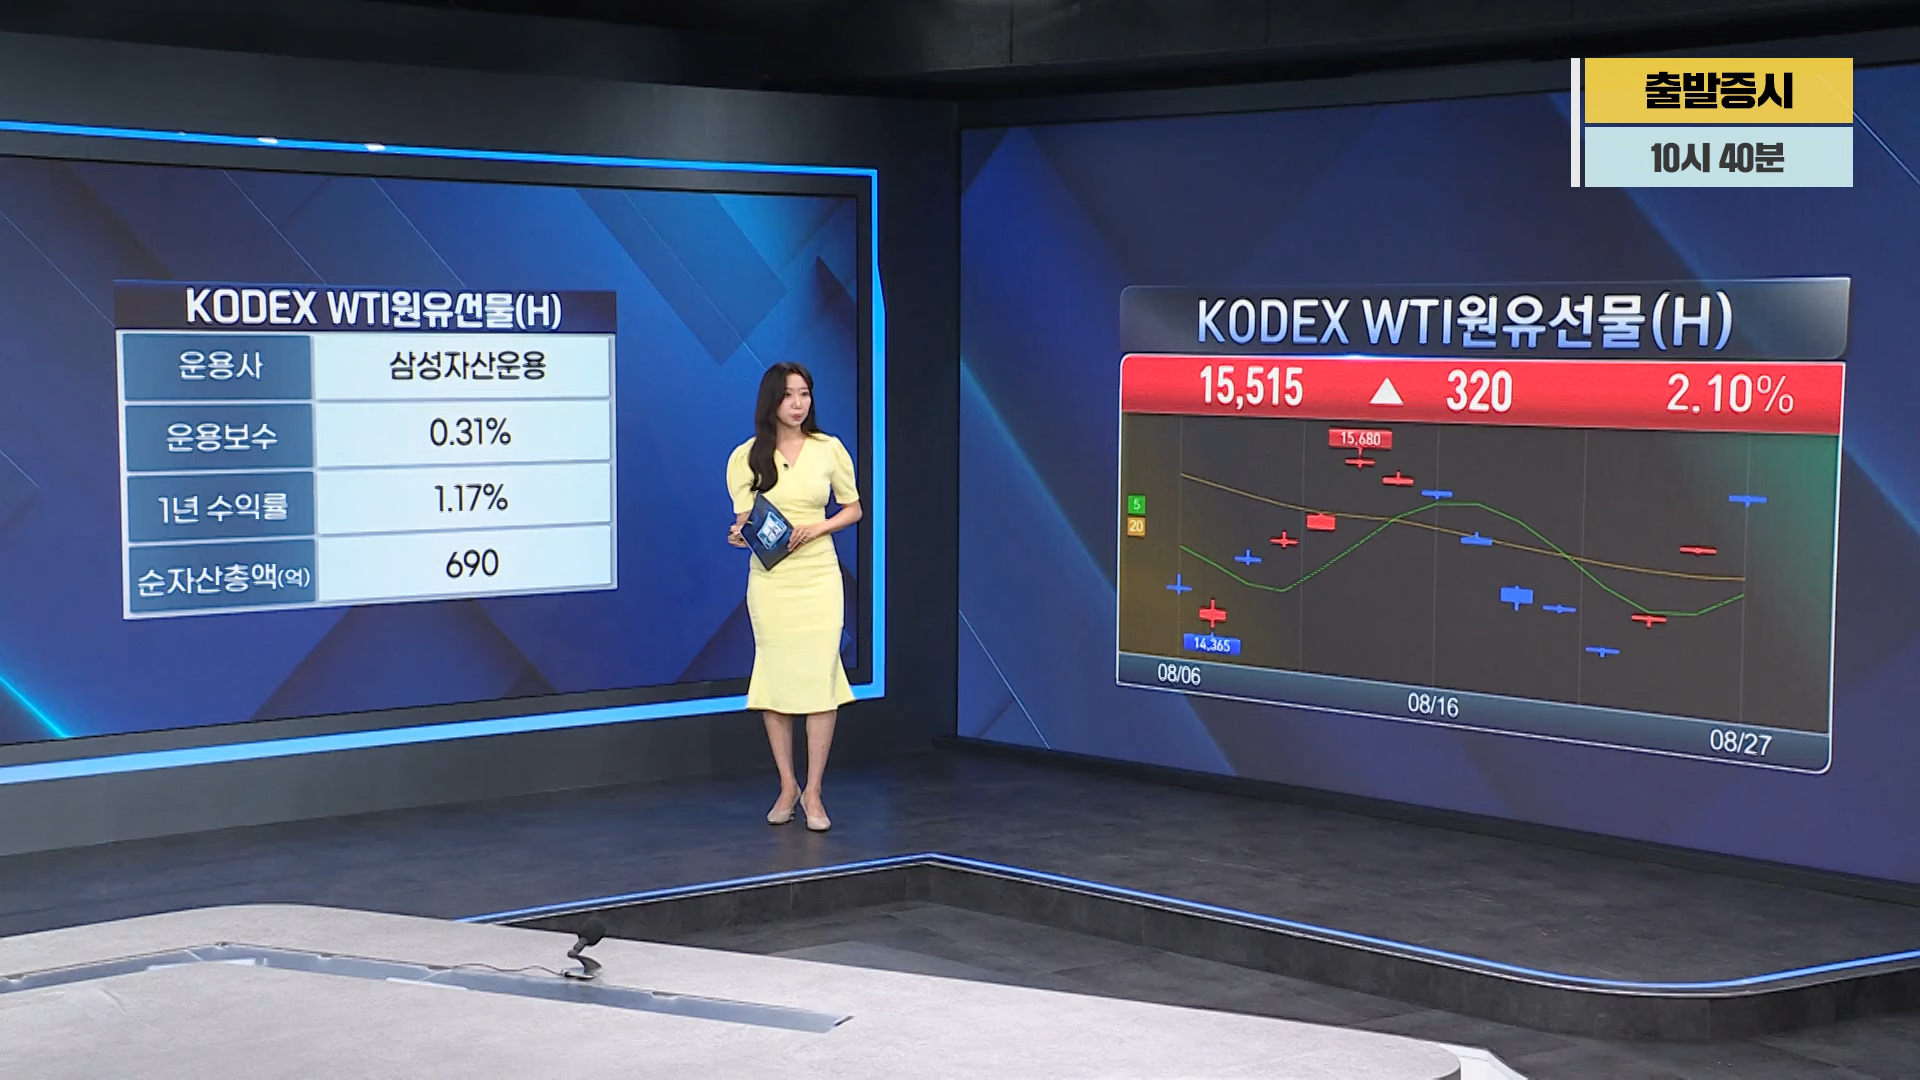 출발증시
10시 40분
KODEX WTI원유선물(H)
운용사 삼성자산운용
운용보수 0.31%
1년 수익률 1.17%
순자산총액(억) 690
KODEX WTI원유선물(H)
15,515 ▲ 320 2.10%
15,680
5
20
14,365
08/06 08/16 08/27